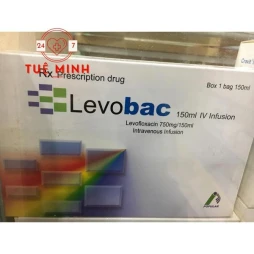 24 7
TUỆ MINH
Rx Prescription drug
Box 1 bag 150ml
Levobac 150ml IV Infusion
Levofloxacin 750mg/150ml
Intravenous Infusion